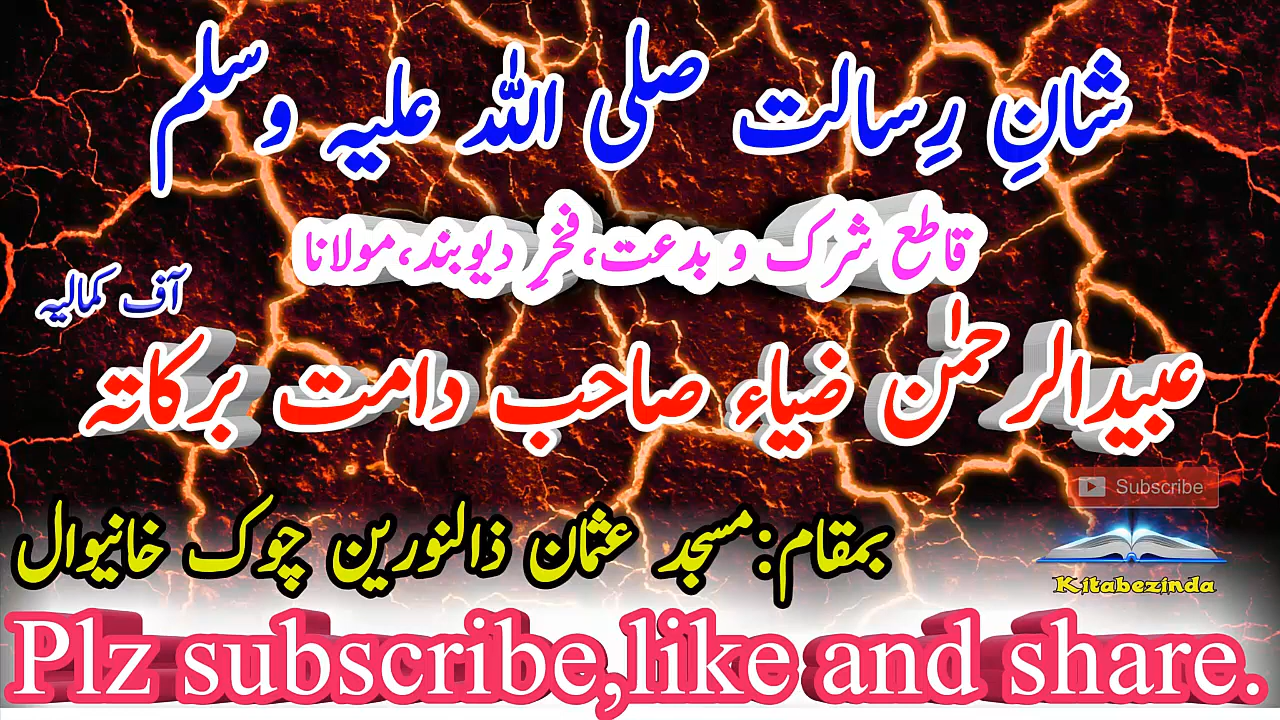 شانِ رِسالت صلی اللہ علیہ وسلم
قاطع شرک و بدعت،فخرِ دیوبند،مولانا
آف کمالیہ
عبیدالرحمٰن ضیاء صاحب دامت برکاتہ
Subscribe
بمقام:مسجد عثمان ذالنورین چوک خانیوال
Kitabezinda
Plz subscribe,like and share.